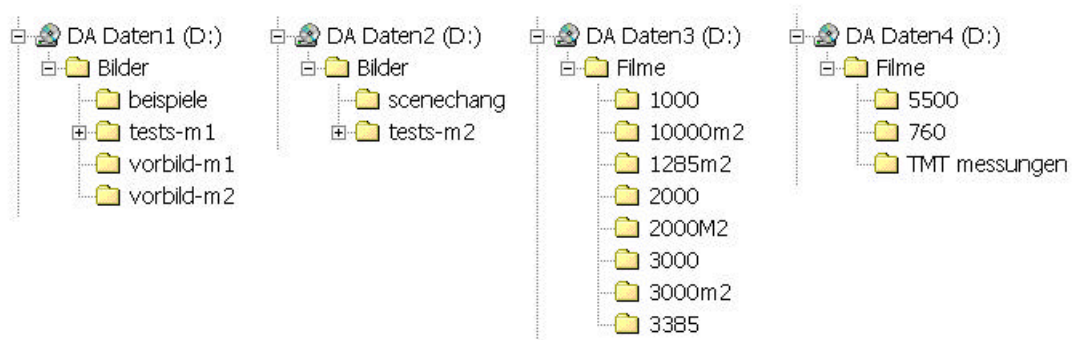 DA Daten1 (D:)
Bilder
beispiele
tests-m1
vorbild-m1
vorbild-m2
DA Daten2 (D:)
Bilder
scenechang
tests-m2
DA Daten3 (D:)
Filme
1000
10000m2
1285m2
2000
2000M2
3000
3000m2
3385
DA Daten4 (D:)
Filme
5500
760
TMT messungen